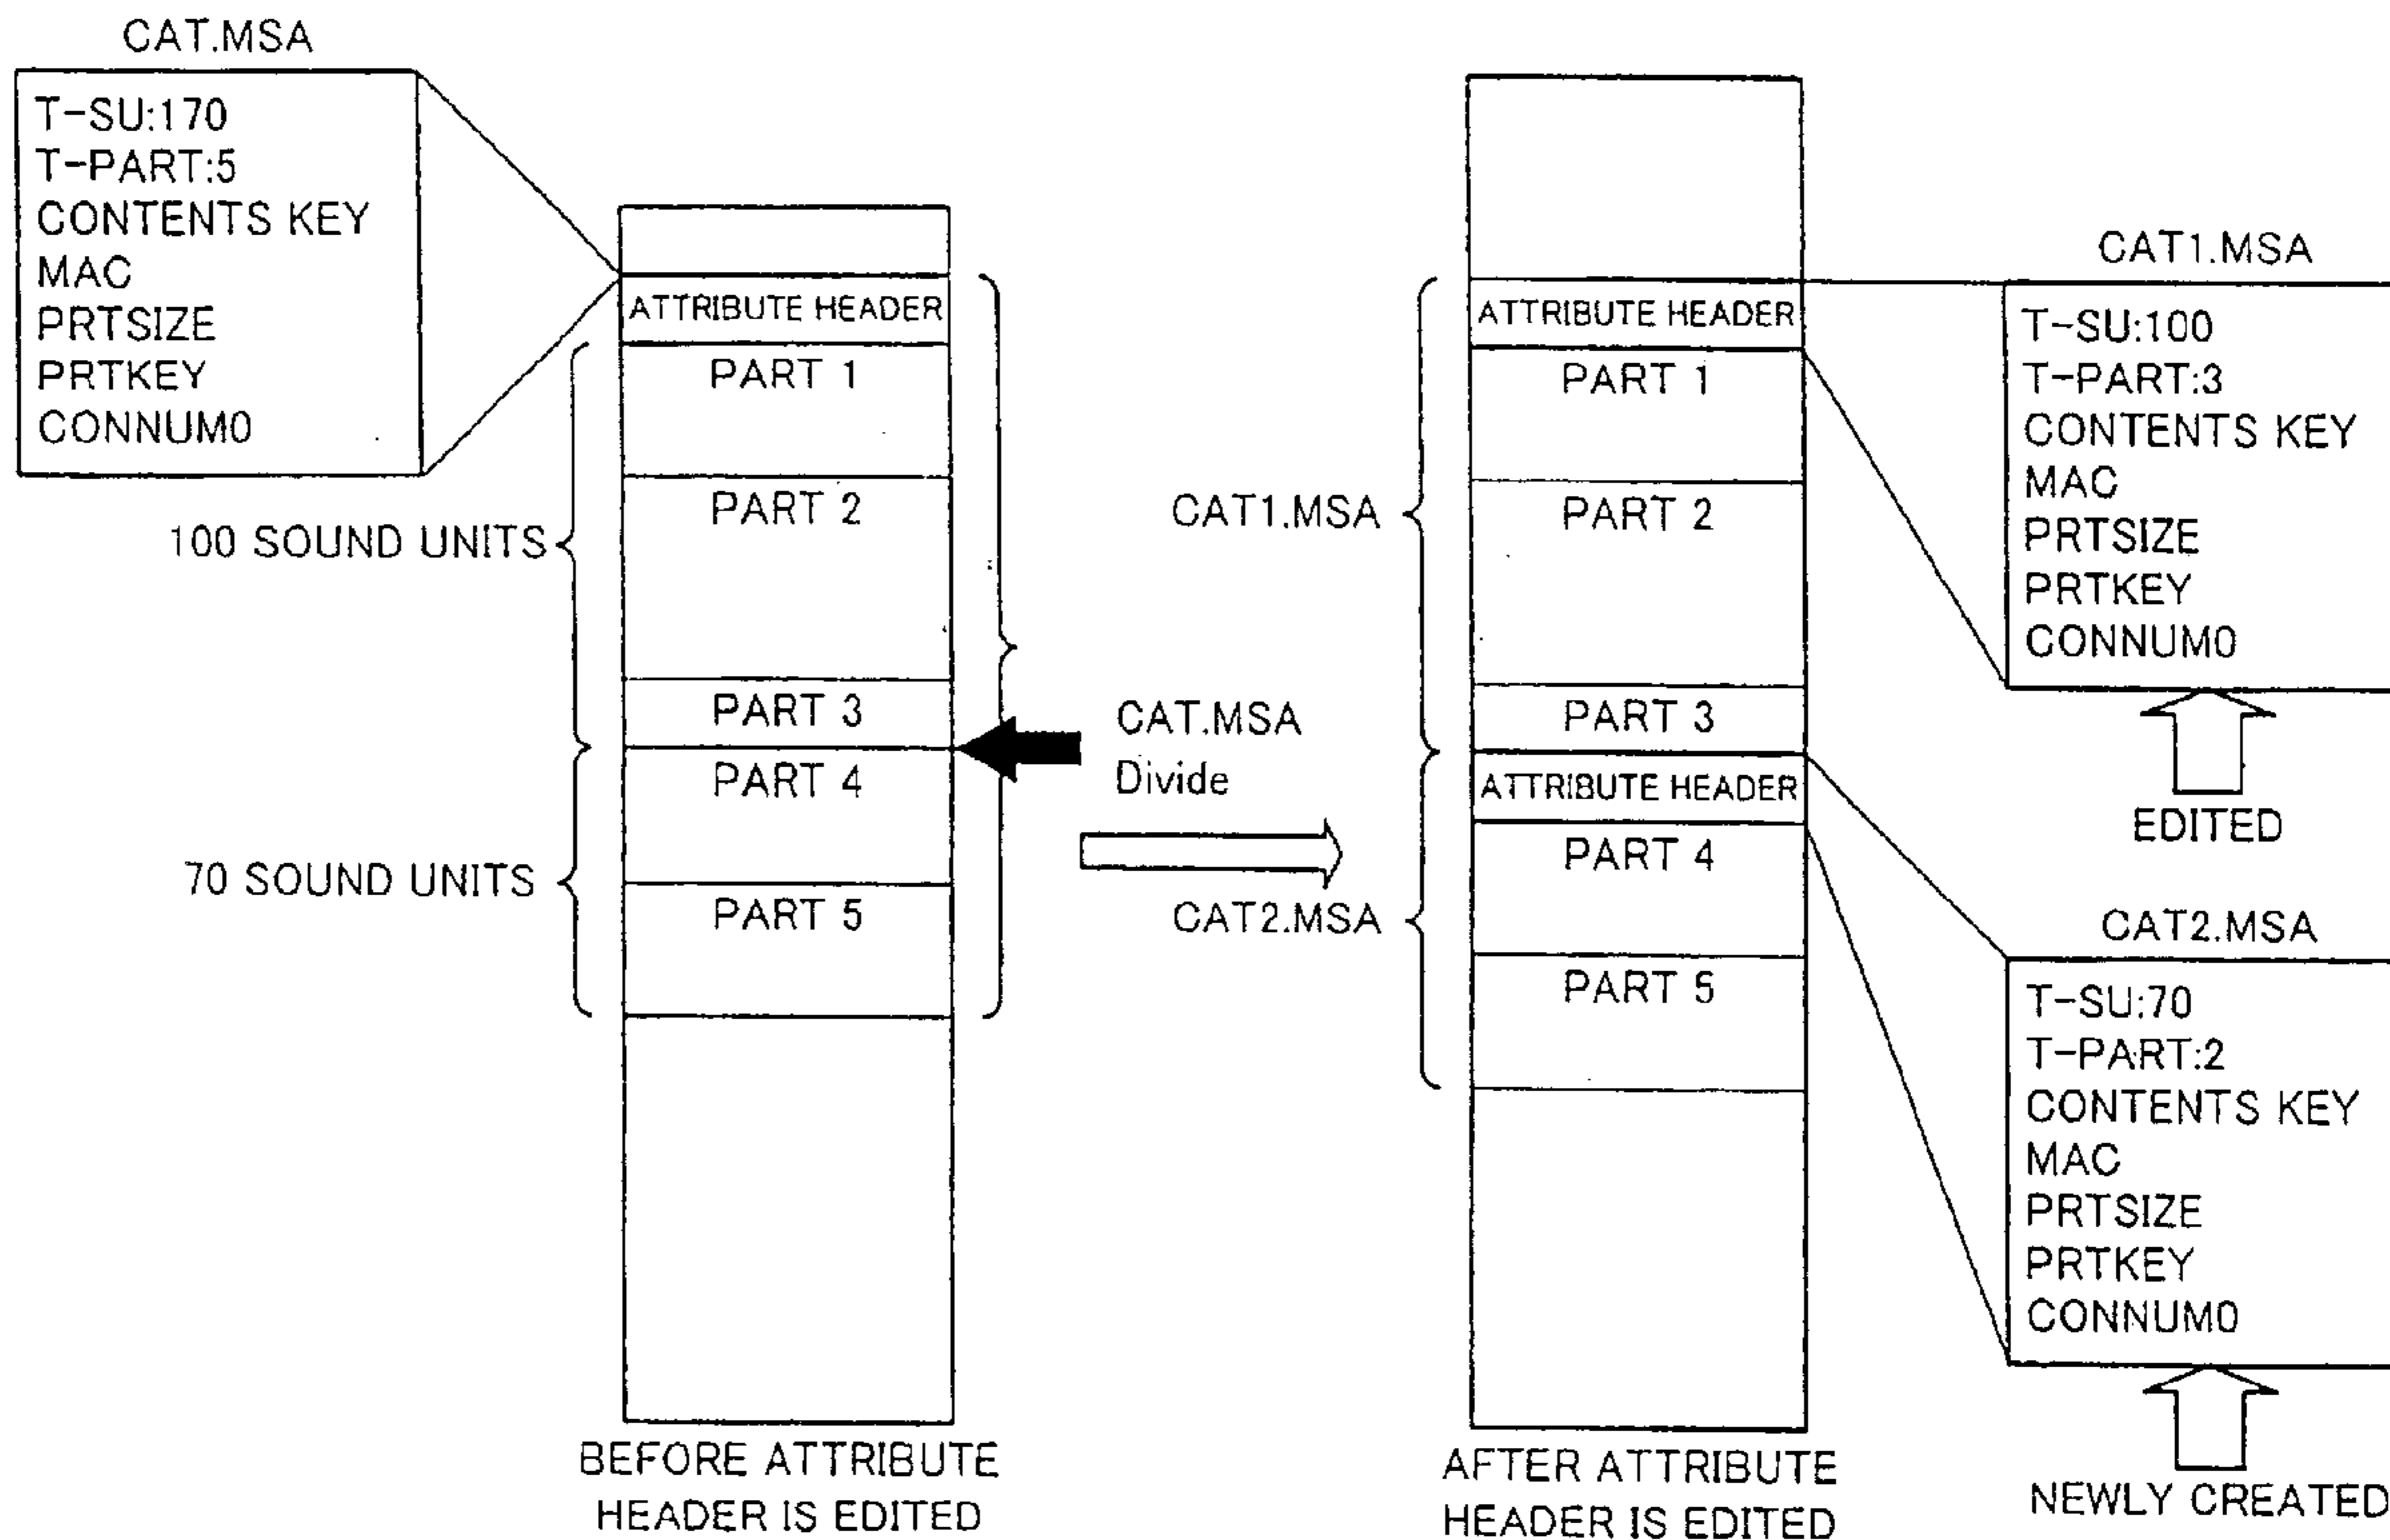 CAT.MSA
T-SU:170
T-PART:5
CONTENTS KEY
MAC
PRTSIZE
PRTKEY
CONNUM0
100 SOUND UNITS
70 SOUND UNITS
ATTRIBUTE HEADER
PART 1
PART 2
PART 3
PART 4
PART 5
BEFORE ATTRIBUTE
HEADER IS EDITED
CAT.MSA
Divide
CAT1.MSA
CAT2.MSA
ATTRIBUTE HEADER
PART 1
PART 2
PART 3
ATTRIBUTE HEADER
PART 4
PART 5
AFTER ATTRIBUTE
HEADER IS EDITED
CAT1.MSA
T-SU:100
T-PART:3
CONTENTS KEY
MAC
PRTSIZE
PRTKEY
CONNUM0
EDITED
CAT2.MSA
T-SU:70
T-PART:2
CONTENTS KEY
MAC
PRTSIZE
PRTKEY
CONNUM0
NEWLY CREATED